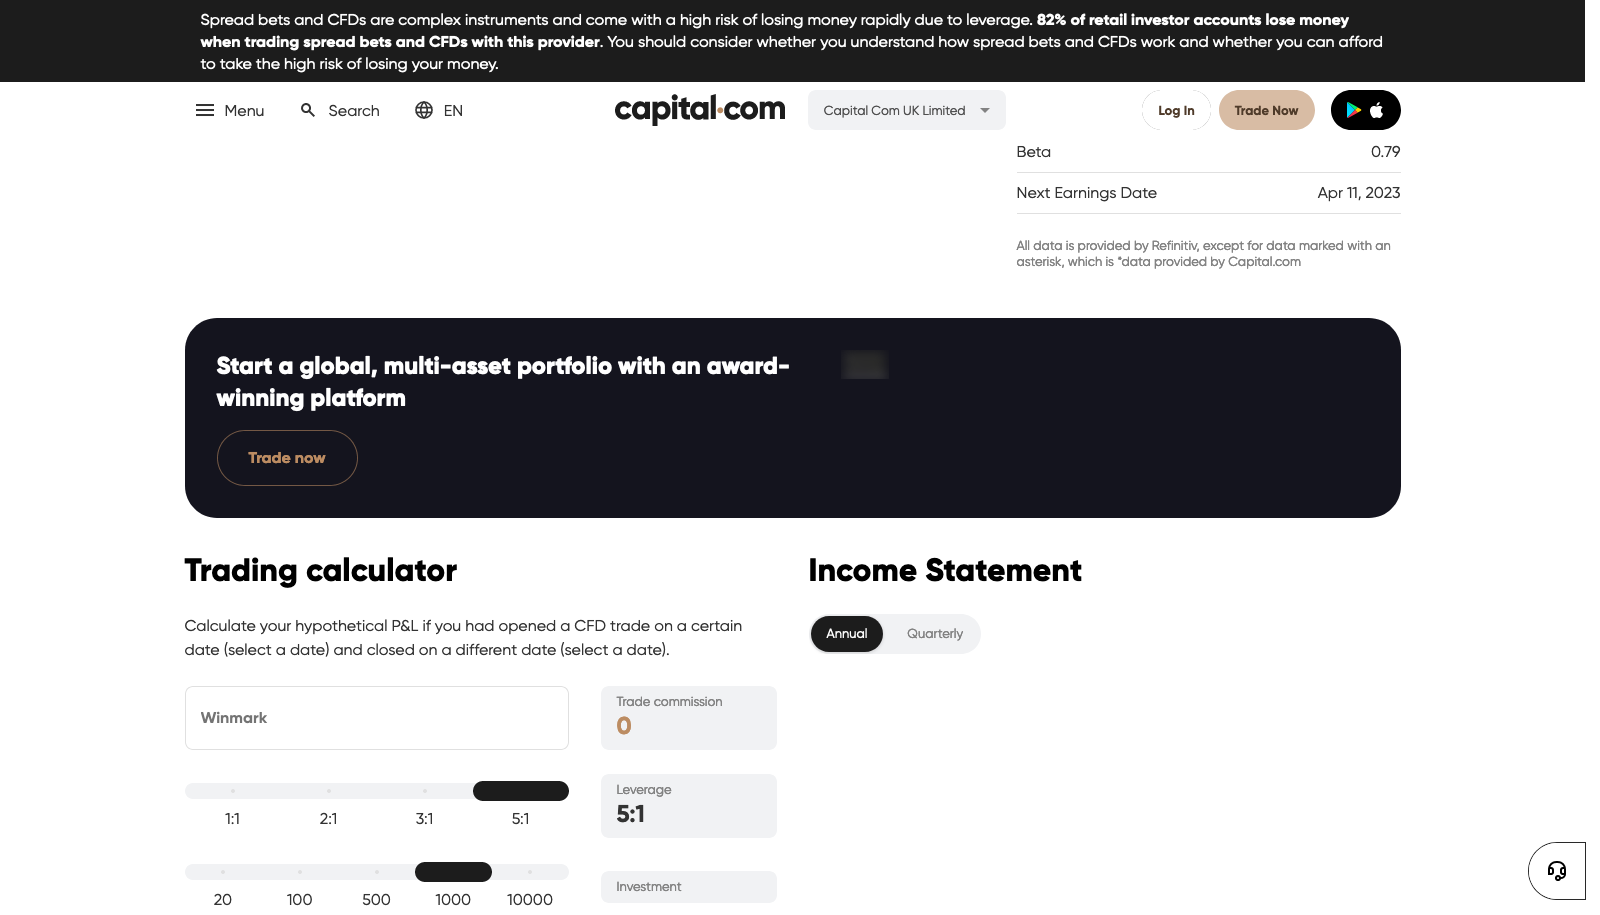 Spread bets and CFDs are complex instruments and come with a high risk of losing money rapidly due to leverage. 82% of retail investor accounts lose money
when trading spread bets and CFDs with this provider. You should consider whether you understand how spread bets and CFDs work and whether you can afford
to take the high risk of losing your money.
Menu
Search
EN
capital.com
Capital Com UK Limited
Log In
Trade Now
Beta 0.79
Next Earnings Date Apr 11, 2023
All data is provided by Refinitiv, except for data marked with an
asterisk, which is *data provided by Capital.com
Start a global, multi-asset portfolio with an award-
winning platform
Trade now
Trading calculator
Calculate your hypothetical P&L if you had opened a CFD trade on a certain
date (select a date) and closed on a different date (select a date).
Winmark
Trade commission
0
1:1 2:1 3:1 5:1
Leverage
5:1
20 100 500 1000 10000
Investment
Income Statement
Annual
Quarterly